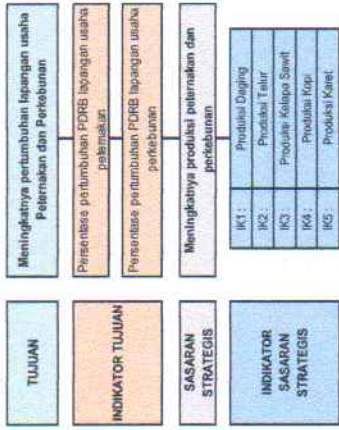 TUJUAN
Meningkatnya pertumbuhan lapangan usaha
Peternakan dan Perkebunan
INDIKATOR TUJUAN
Persentase pertumbuhan PDRB lapangan usaha
peternakan
Persentase pertumbuhan PDRB lapangan usaha
perkebunan
SASARAN
STRATEGIS
Meningkatnya produksi peternakan dan
perkebunan
INDIKATOR
SASARAN
STRATEGIS
IK1 : Produksi Daging
IK2 : Produksi Telur
IK3 : Produksi Kelapa Sawit
IK4 : Produksi Kopi
IK5 : Produksi Karet